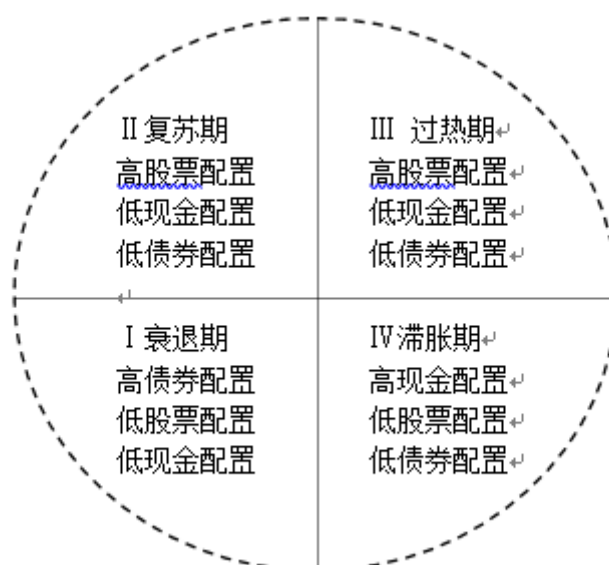 Ⅱ复苏期
高股票配置
低现金配置
低债券配置
Ⅲ 过热期
高股票配置
低现金配置
低债券配置
Ⅰ衰退期
高债券配置
低股票配置
低现金配置
Ⅳ滞胀期
高现金配置
低股票配置
低债券配置